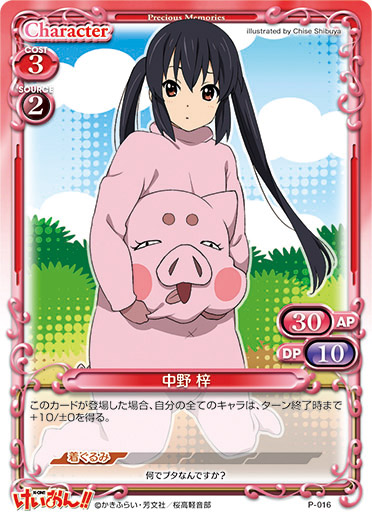 Precious Memories
Character
illustrated by Chise Shibuya
COST
3
SOURCE
2
30 AP
DP 10
中野 梓
このカードが登場した場合、自分の全てのキャラは、ターン終了時まで
+10/±0を得る。
着ぐるみ
何でブタなんですか?
K-ON!!
けいおん!!
©かきふらい・芳文社/桜高軽音部
P-016